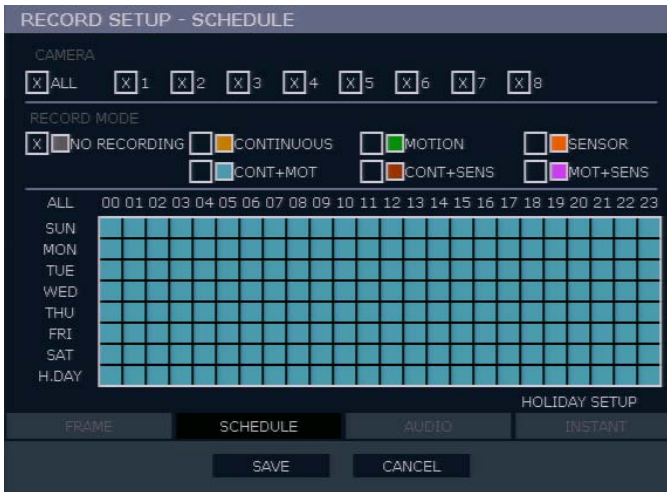 RECORD SETUP - SCHEDULE
CAMERA
X ALL X 1 X 2 X 3 X 4 X 5 X 6 X 7 X 8
RECORD MODE
X NO RECORDING CONTINUOUS MOTION SENSOR
CONT+MOT CONT+SENS MOT+SENS
ALL 00 01 02 03 04 05 06 07 08 09 10 11 12 13 14 15 16 17 18 19 20 21 22 23
SUN
MON
TUE
WED
THU
FRI
SAT
H.DAY
HOLIDAY SETUP
FRAME SCHEDULE AUDIO INSTANT
SAVE CANCEL